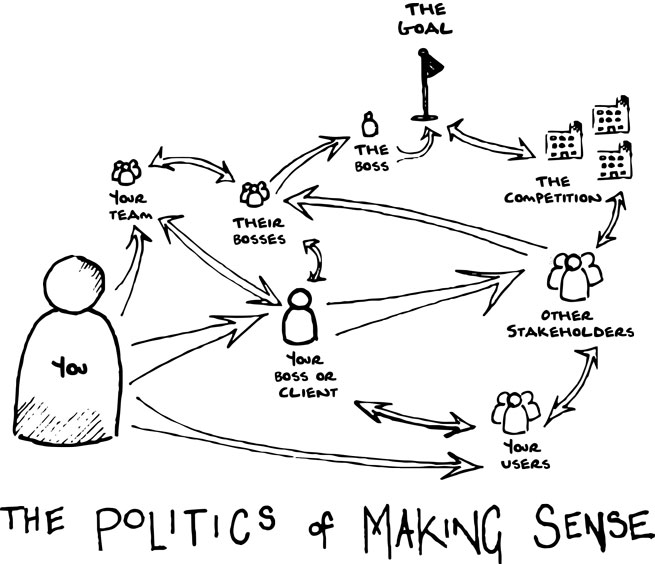 THE
GOAL
THE
BOSS
THE
COMPETITION
YOUR
TEAM
THEIR
BOSSES
OTHER
STAKEHOLDERS
YOU
YOUR
BOSS OR
CLIENT
YOUR
USERS
THE POLITICS of MAKING SENSE